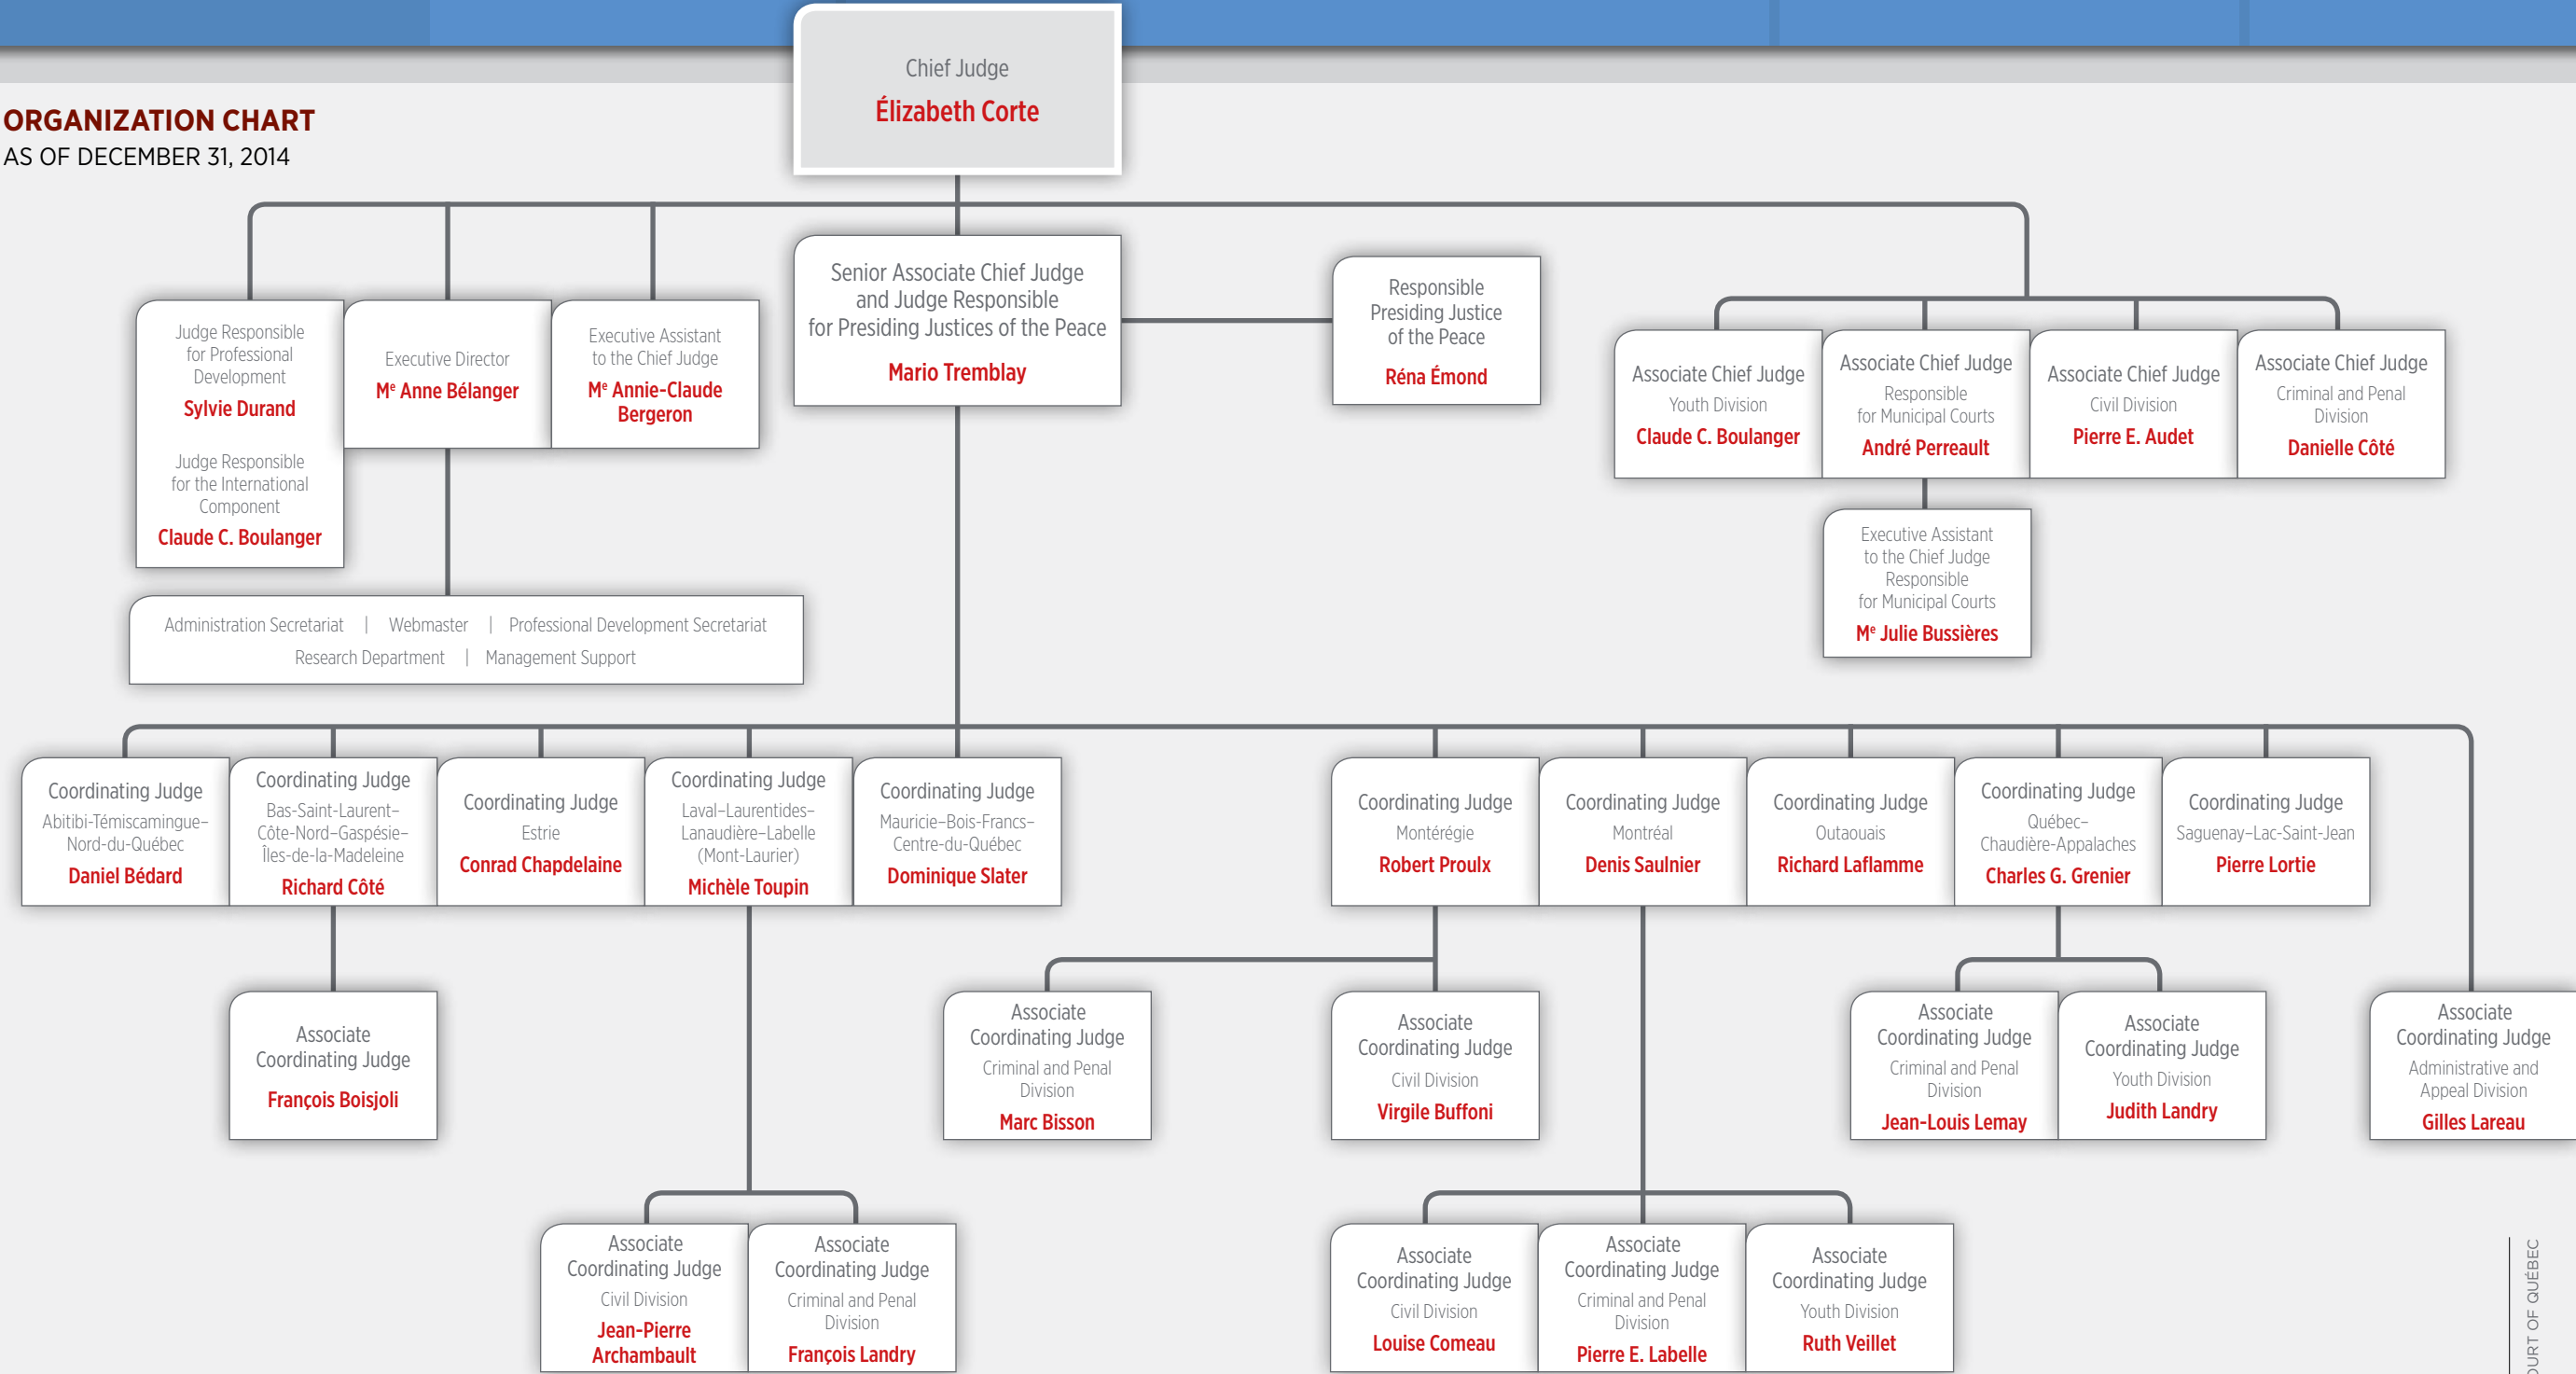 Chief Judge
Élizabeth Corte
ORGANIZATION CHART
AS OF DECEMBER 31, 2014
Judge Responsible
for Professional
Development
Sylvie Durand
Judge Responsible
for the International
Component
Claude C. Boulanger
Executive Director
Me Anne Bélanger
Executive Assistant
to the Chief Judge
Me Annie-Claude
Bergeron
Senior Associate Chief Judge
and Judge Responsible
for Presiding Justices of the Peace
Mario Tremblay
Responsible
Presiding Justice
of the Peace
Réna Émond
Associate Chief Judge
Youth Division
Claude C. Boulanger
Associate Chief Judge
Responsible
for Municipal Courts
André Perreault
Associate Chief Judge
Civil Division
Pierre E. Audet
Associate Chief Judge
Criminal and Penal
Division
Danielle Côté
Executive Assistant
to the Chief Judge
Responsible
for Municipal Courts
Me Julie Bussières
Administration Secretariat | Webmaster | Professional Development Secretariat
Research Department | Management Support
Coordinating Judge
Abitibi-Témiscamingue–
Nord-du-Québec
Daniel Bédard
Coordinating Judge
Bas-Saint-Laurent–
Côte-Nord–Gaspésie–
Îles-de-la-Madeleine
Richard Côté
Coordinating Judge
Estrie
Conrad Chapdelaine
Coordinating Judge
Laval–Laurentides–
Lanaudière–Labelle
(Mont-Laurier)
Michèle Toupin
Coordinating Judge
Mauricie–Bois-Francs–
Centre-du-Québec
Dominique Slater
Coordinating Judge
Montérégie
Robert Proulx
Coordinating Judge
Montréal
Denis Saulnier
Coordinating Judge
Outaouais
Richard Laflamme
Coordinating Judge
Québec–
Chaudière-Appalaches
Charles G. Grenier
Coordinating Judge
Saguenay–Lac-Saint-Jean
Pierre Lortie
Associate
Coordinating Judge
François Boisjoli
Associate
Coordinating Judge
Criminal and Penal
Division
Marc Bisson
Associate
Coordinating Judge
Civil Division
Virgile Buffoni
Associate
Coordinating Judge
Criminal and Penal
Division
Jean-Louis Lemay
Associate
Coordinating Judge
Youth Division
Judith Landry
Associate
Coordinating Judge
Administrative and
Appeal Division
Gilles Lareau
Associate
Coordinating Judge
Civil Division
Jean-Pierre
Archambault
Associate
Coordinating Judge
Criminal and Penal
Division
François Landry
Associate
Coordinating Judge
Civil Division
Louise Comeau
Associate
Coordinating Judge
Criminal and Penal
Division
Pierre E. Labelle
Associate
Coordinating Judge
Youth Division
Ruth Veillet
OF QUÉBEC